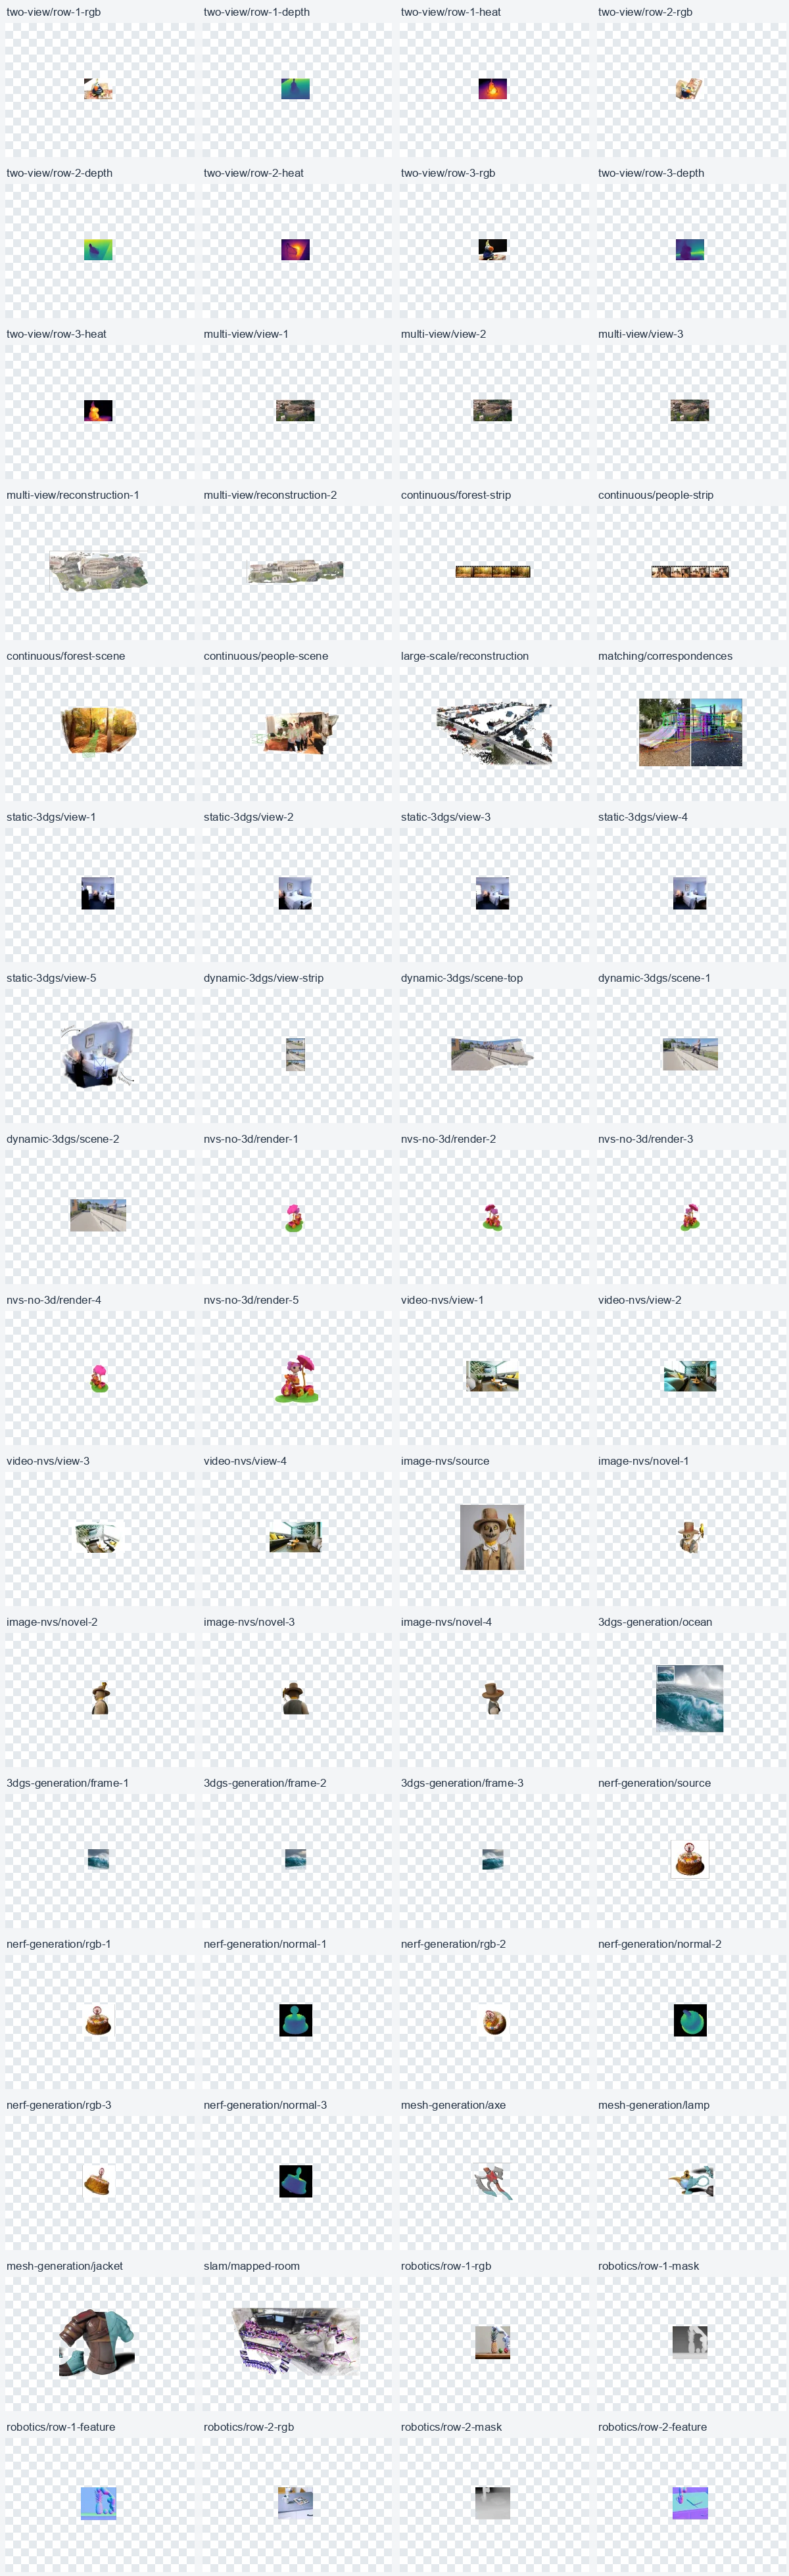 two-view/row-1-rgb
two-view/row-1-depth
two-view/row-1-heat
two-view/row-2-rgb
two-view/row-2-depth
two-view/row-2-heat
two-view/row-3-rgb
two-view/row-3-depth
two-view/row-3-heat
multi-view/view-1
multi-view/view-2
multi-view/view-3
multi-view/reconstruction-1
multi-view/reconstruction-2
continuous/forest-strip
continuous/people-strip
continuous/forest-scene
continuous/people-scene
large-scale/reconstruction
matching/correspondences
static-3dgs/view-1
static-3dgs/view-2
static-3dgs/view-3
static-3dgs/view-4
static-3dgs/view-5
dynamic-3dgs/view-strip
dynamic-3dgs/scene-top
dynamic-3dgs/scene-1
dynamic-3dgs/scene-2
nvs-no-3d/render-1
nvs-no-3d/render-2
nvs-no-3d/render-3
nvs-no-3d/render-4
nvs-no-3d/render-5
video-nvs/view-1
video-nvs/view-2
video-nvs/view-3
video-nvs/view-4
image-nvs/source
image-nvs/novel-1
image-nvs/novel-2
image-nvs/novel-3
image-nvs/novel-4
3dgs-generation/ocean
3dgs-generation/frame-1
3dgs-generation/frame-2
3dgs-generation/frame-3
nerf-generation/source
nerf-generation/rgb-1
nerf-generation/normal-1
nerf-generation/rgb-2
nerf-generation/normal-2
nerf-generation/rgb-3
nerf-generation/normal-3
mesh-generation/axe
mesh-generation/lamp
mesh-generation/jacket
slam/mapped-room
robotics/row-1-rgb
robotics/row-1-mask
robotics/row-1-feature
robotics/row-2-rgb
robotics/row-2-mask
robotics/row-2-feature